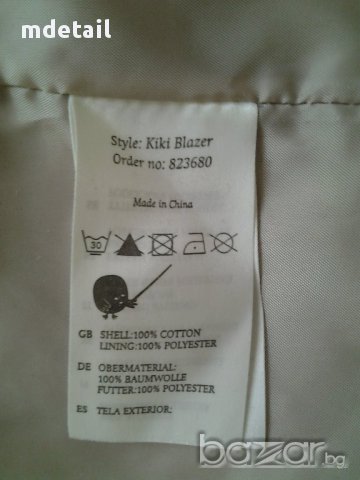 mdetail
Style: Kiki Blazer
Order no: 823680
Made in China
30
GB SHELL:100% COTTON
LINING:100% POLYESTER
DE OBERMATERIAL:
100% BAUMWOLLE
FUTTER:100% POLYESTER
ES TELA EXTERIOR:
bazar.bg